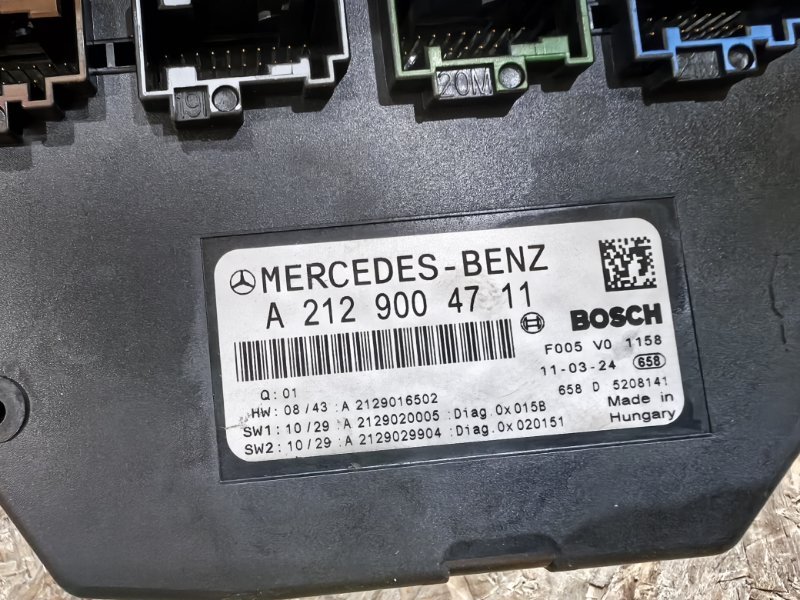 19
20M
MERCEDES-BENZ
A 212 900 47 11
BOSCH
F005 V0 1158
11-03-24 658
658 D 5208141
Q: 01
HW: 08/43: A 2129016502
SW1: 10/29: A 2129020005: Diag. 0x015B
SW2: 10/29: A 2129029904: Diag. 0x020151
Made in
Hungary